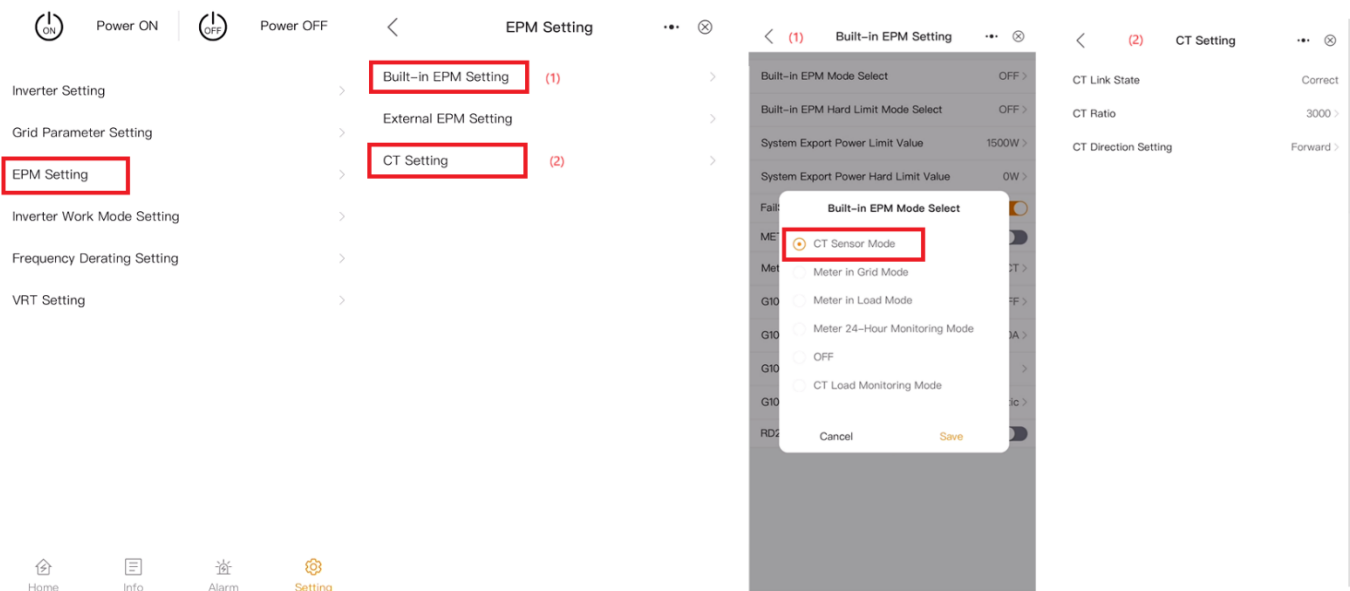 ON Power ON OFF Power OFF
Inverter Setting
Grid Parameter Setting
EPM Setting
Inverter Work Mode Setting
Frequency Derating Setting
VRT Setting
Home Info Alarm Setting
EPM Setting
Built-in EPM Setting (1)
External EPM Setting
CT Setting (2)
(1) Built-in EPM Setting
Built-in EPM Mode Select OFF
Built-in EPM Hard Limit Mode Select OFF
System Export Power Limit Value 1500W
System Export Power Hard Limit Value 0W
Built-in EPM Mode Select
CT Sensor Mode
Meter in Grid Mode
Meter in Load Mode
Meter 24-Hour Monitoring Mode
OFF
CT Load Monitoring Mode
Cancel Save
(2) CT Setting
CT Link State Correct
CT Ratio 3000
CT Direction Setting Forward